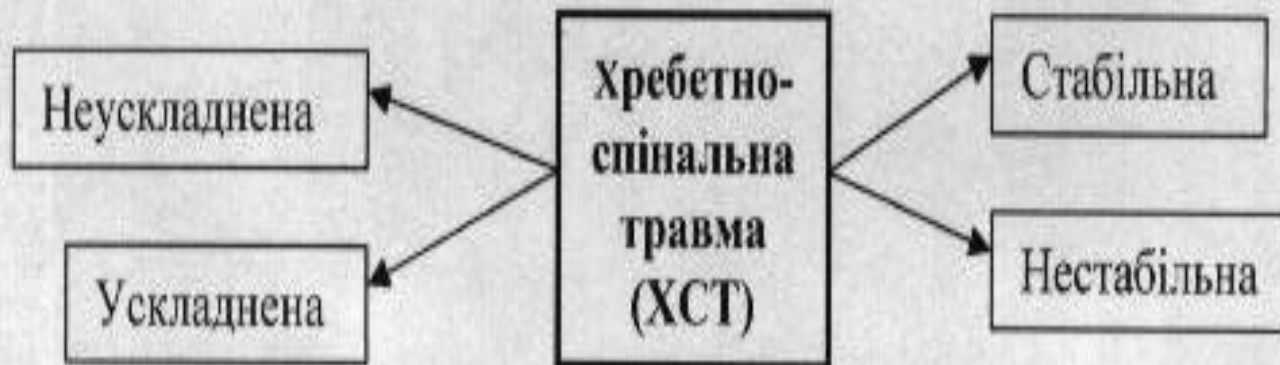 Неускладнена
Ускладнена
Хребетно-
спінальна
травма
(ХСТ)
Стабільна
Нестабільна